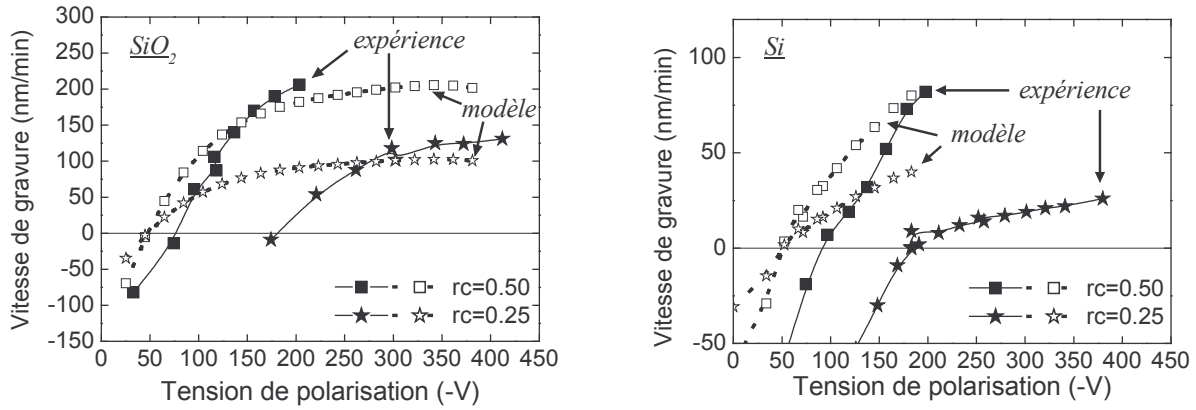 SiO2
expérience
modèle
rc=0.50
rc=0.25
Vitesse de gravure (nm/min)
300
250
200
150
100
50
0
-50
-100
-150
0 50 100 150 200 250 300 350 400 450
Tension de polarisation (-V)
Si
expérience
modèle
rc=0.50
rc=0.25
Vitesse de gravure (nm/min)
100
50
0
-50
0 50 100 150 200 250 300 350 400 450
Tension de polarisation (-V)